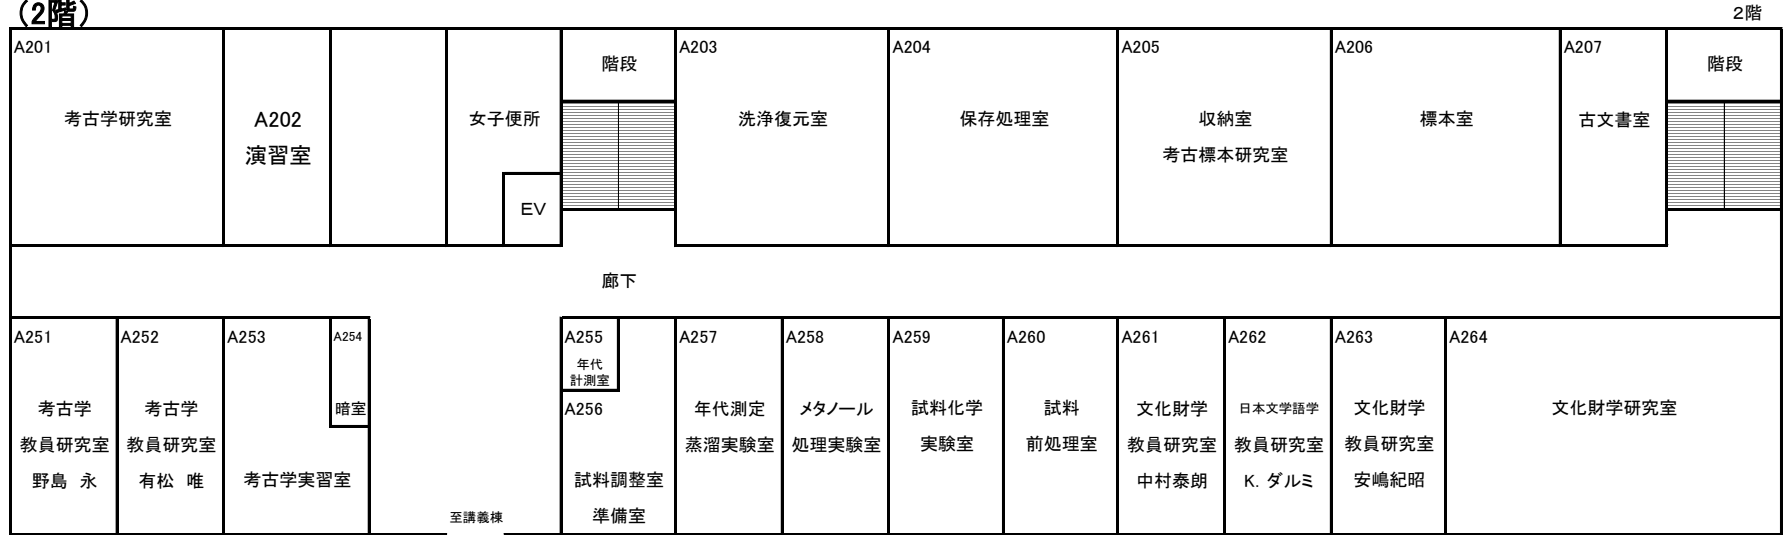 （2階）
2階
A201
考古学研究室
A202
演習室
女子便所
EV
階段
A203
洗浄復元室
A204
保存処理室
A205
収納室
考古標本研究室
A206
標本室
A207
古文書室
階段
廊下
A251
考古学
教員研究室
野島 永
A252
考古学
教員研究室
有松 唯
A253
考古学実習室
A254
暗室
至講義棟
A255
年代
計測室
A256
試料調整室
準備室
A257
年代測定
蒸溜実験室
A258
メタノール
処理実験室
A259
試料化学
実験室
A260
試料
前処理室
A261
文化財学
教員研究室
中村泰朗
A262
日本文学語学
教員研究室
K. ダルミ
A263
文化財学
教員研究室
安嶋紀昭
A264
文化財学研究室